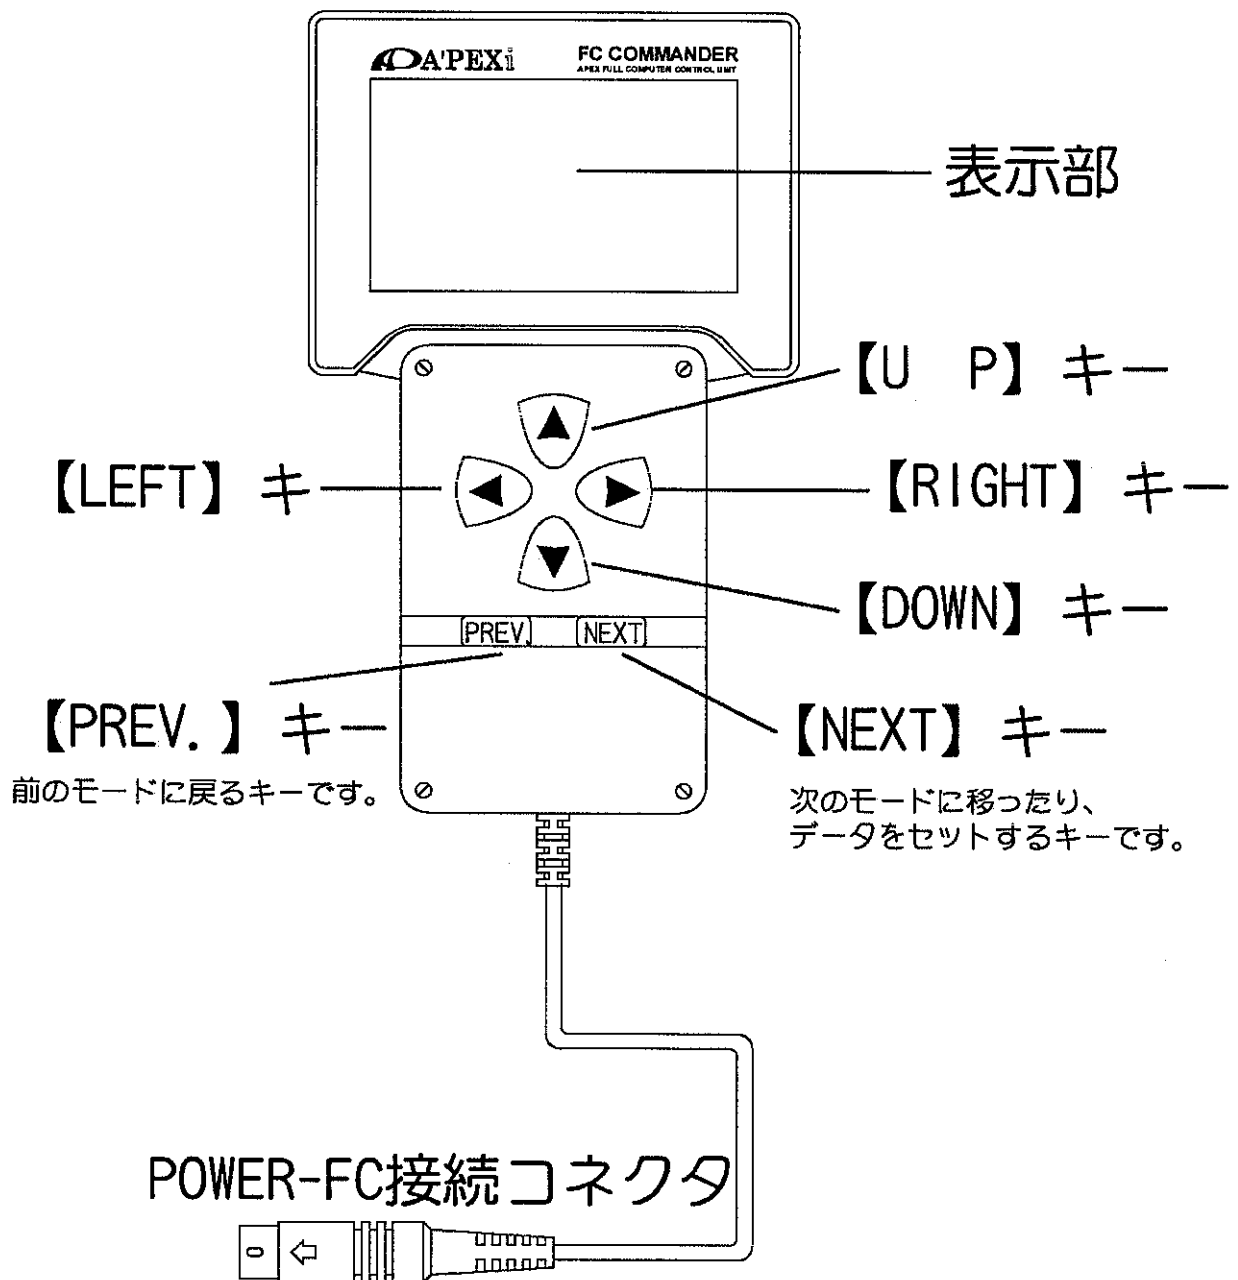 A'PEXi
FC COMMANDER
APEX FULL COMPUTER CONTROL UNIT
表示部
【U P】 キー
【LEFT】 キー
【RIGHT】 キー
【DOWN】 キー
PREV. NEXT
【PREV.】 キー
前のモードに戻るキーです。
【NEXT】 キー
次のモードに移ったり、
データをセットするキーです。
POWER-FC接続コネクタ
0